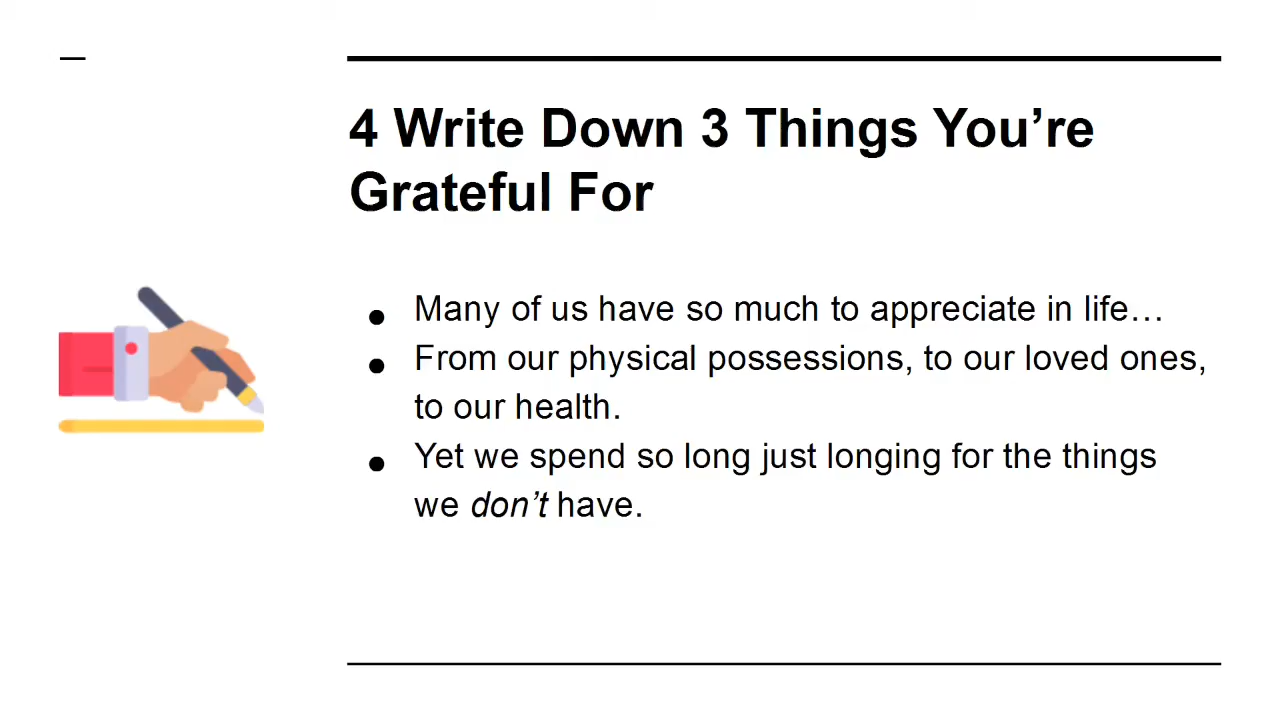 4 Write Down 3 Things You’re
Grateful For
● Many of us have so much to appreciate in life…
● From our physical possessions, to our loved ones,
to our health.
● Yet we spend so long just longing for the things
we don’t have.